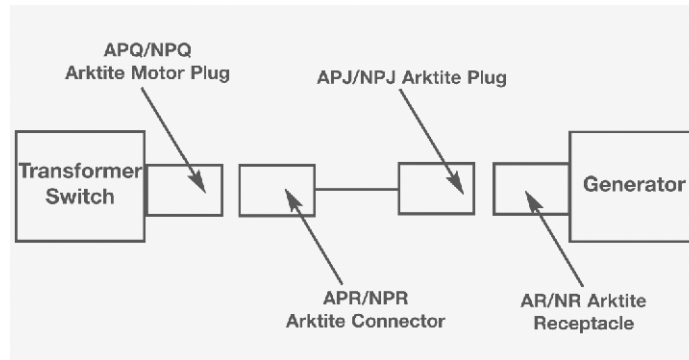 APQ/NPQ
Arktite Motor Plug
APJ/NPJ Arktite Plug
Transformer
Switch
Generator
APR/NPR
Arktite Connector
AR/NR Arktite
Receptacle